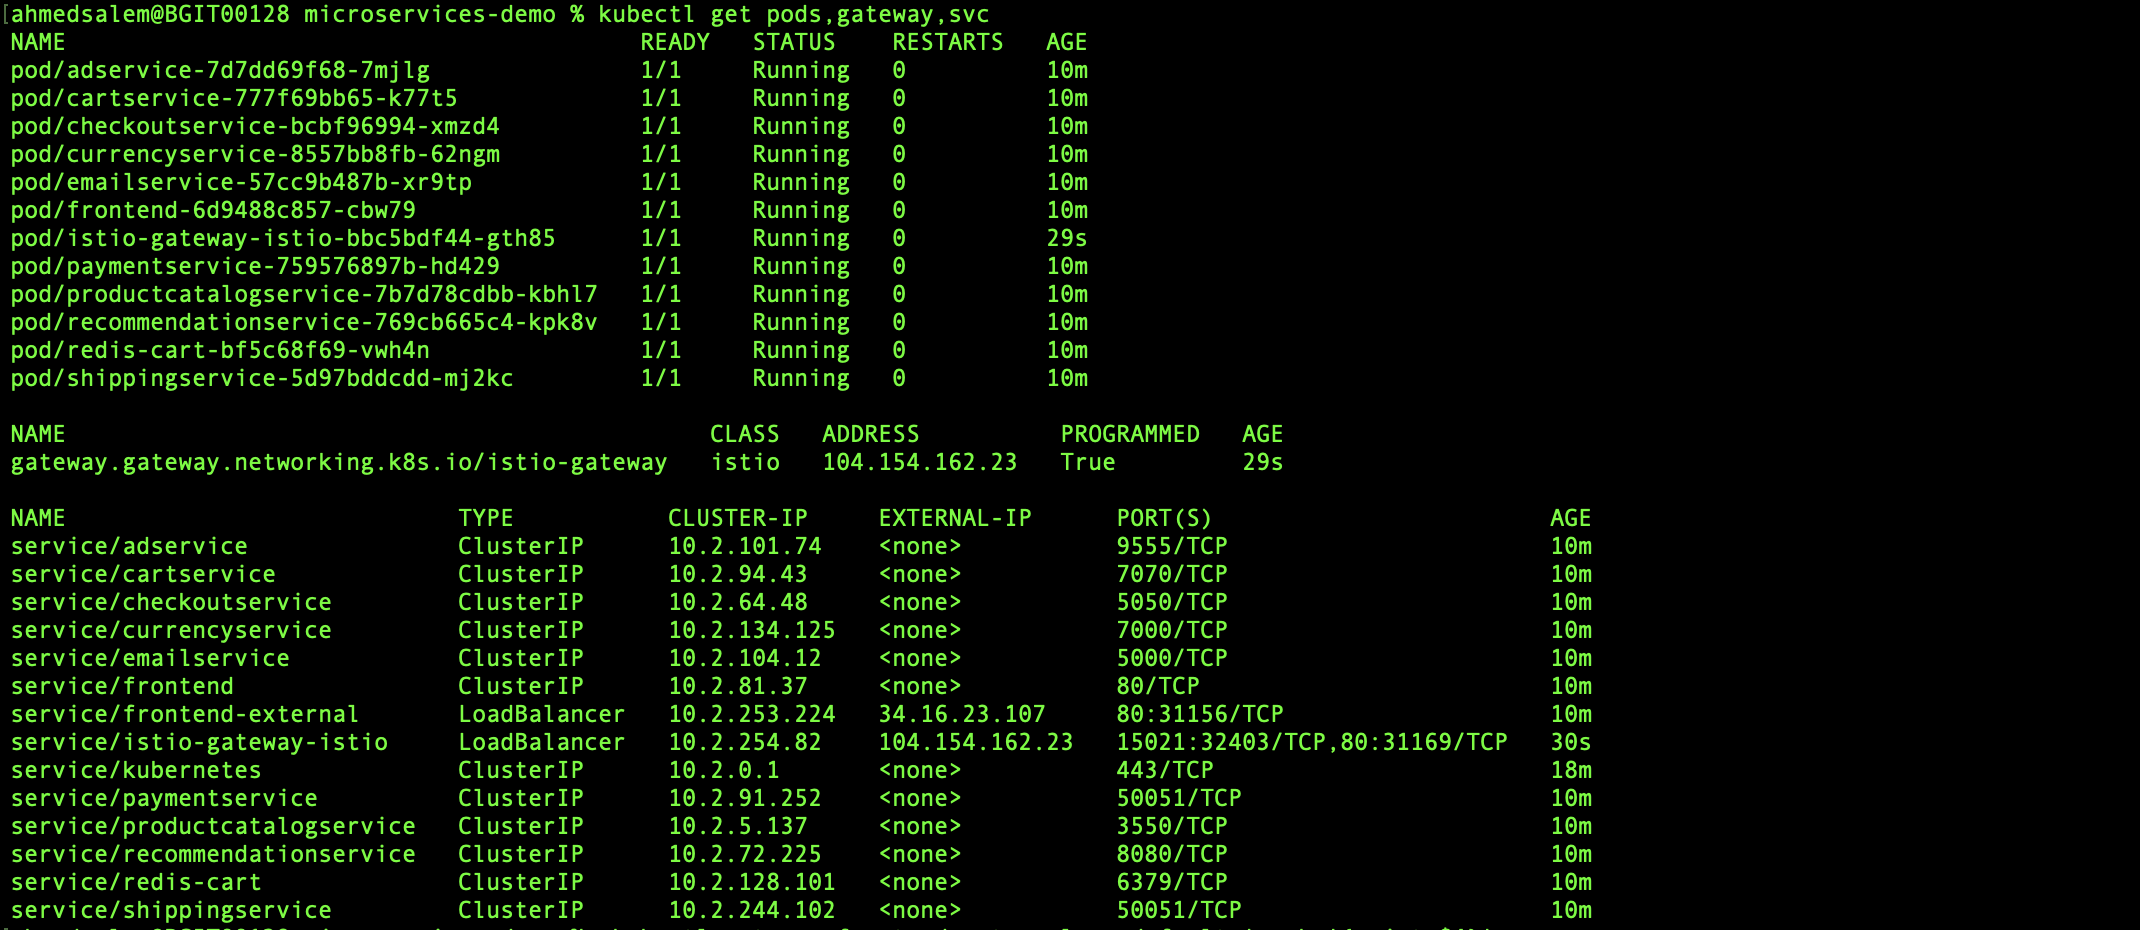 [ahmedsalem@BGIT00128 microservices-demo % kubectl get pods,gateway,svc
NAME READY STATUS RESTARTS AGE
pod/adservice-7d7dd69f68-7mjlg 1/1 Running 0 10m
pod/cartservice-777f69bb65-k77t5 1/1 Running 0 10m
pod/checkoutservice-bcbf96994-xmzd4 1/1 Running 0 10m
pod/currencyservice-8557bb8fb-62ngm 1/1 Running 0 10m
pod/emailservice-57cc9b487b-xr9tp 1/1 Running 0 10m
pod/frontend-6d9488c857-cbw79 1/1 Running 0 10m
pod/istio-gateway-istio-bbc5bdf44-gth85 1/1 Running 0 29s
pod/paymentservice-759576897b-hd429 1/1 Running 0 10m
pod/productcatalogservice-7b7d78cdbb-kbhl7 1/1 Running 0 10m
pod/recommendationservice-769cb665c4-kpk8v 1/1 Running 0 10m
pod/redis-cart-bf5c68f69-vwh4n 1/1 Running 0 10m
pod/shippingservice-5d97bddcdd-mj2kc 1/1 Running 0 10m
NAME CLASS ADDRESS PROGRAMMED AGE
gateway.gateway.networking.k8s.io/istio-gateway istio 104.154.162.23 True 29s
NAME TYPE CLUSTER-IP EXTERNAL-IP PORT(S) AGE
service/adservice ClusterIP 10.2.101.74 <none> 9555/TCP 10m
service/cartservice ClusterIP 10.2.94.43 <none> 7070/TCP 10m
service/checkoutservice ClusterIP 10.2.64.48 <none> 5050/TCP 10m
service/currencyservice ClusterIP 10.2.134.125 <none> 7000/TCP 10m
service/emailservice ClusterIP 10.2.104.12 <none> 5000/TCP 10m
service/frontend ClusterIP 10.2.81.37 <none> 80/TCP 10m
service/frontend-external LoadBalancer 10.2.253.224 34.16.23.107 80:31156/TCP 10m
service/istio-gateway-istio LoadBalancer 10.2.254.82 104.154.162.23 15021:32403/TCP,80:31169/TCP 30s
service/kubernetes ClusterIP 10.2.0.1 <none> 443/TCP 18m
service/paymentservice ClusterIP 10.2.91.252 <none> 50051/TCP 10m
service/productcatalogservice ClusterIP 10.2.5.137 <none> 3550/TCP 10m
service/recommendationservice ClusterIP 10.2.72.225 <none> 8080/TCP 10m
service/redis-cart ClusterIP 10.2.128.101 <none> 6379/TCP 10m
service/shippingservice ClusterIP 10.2.244.102 <none> 50051/TCP 10m